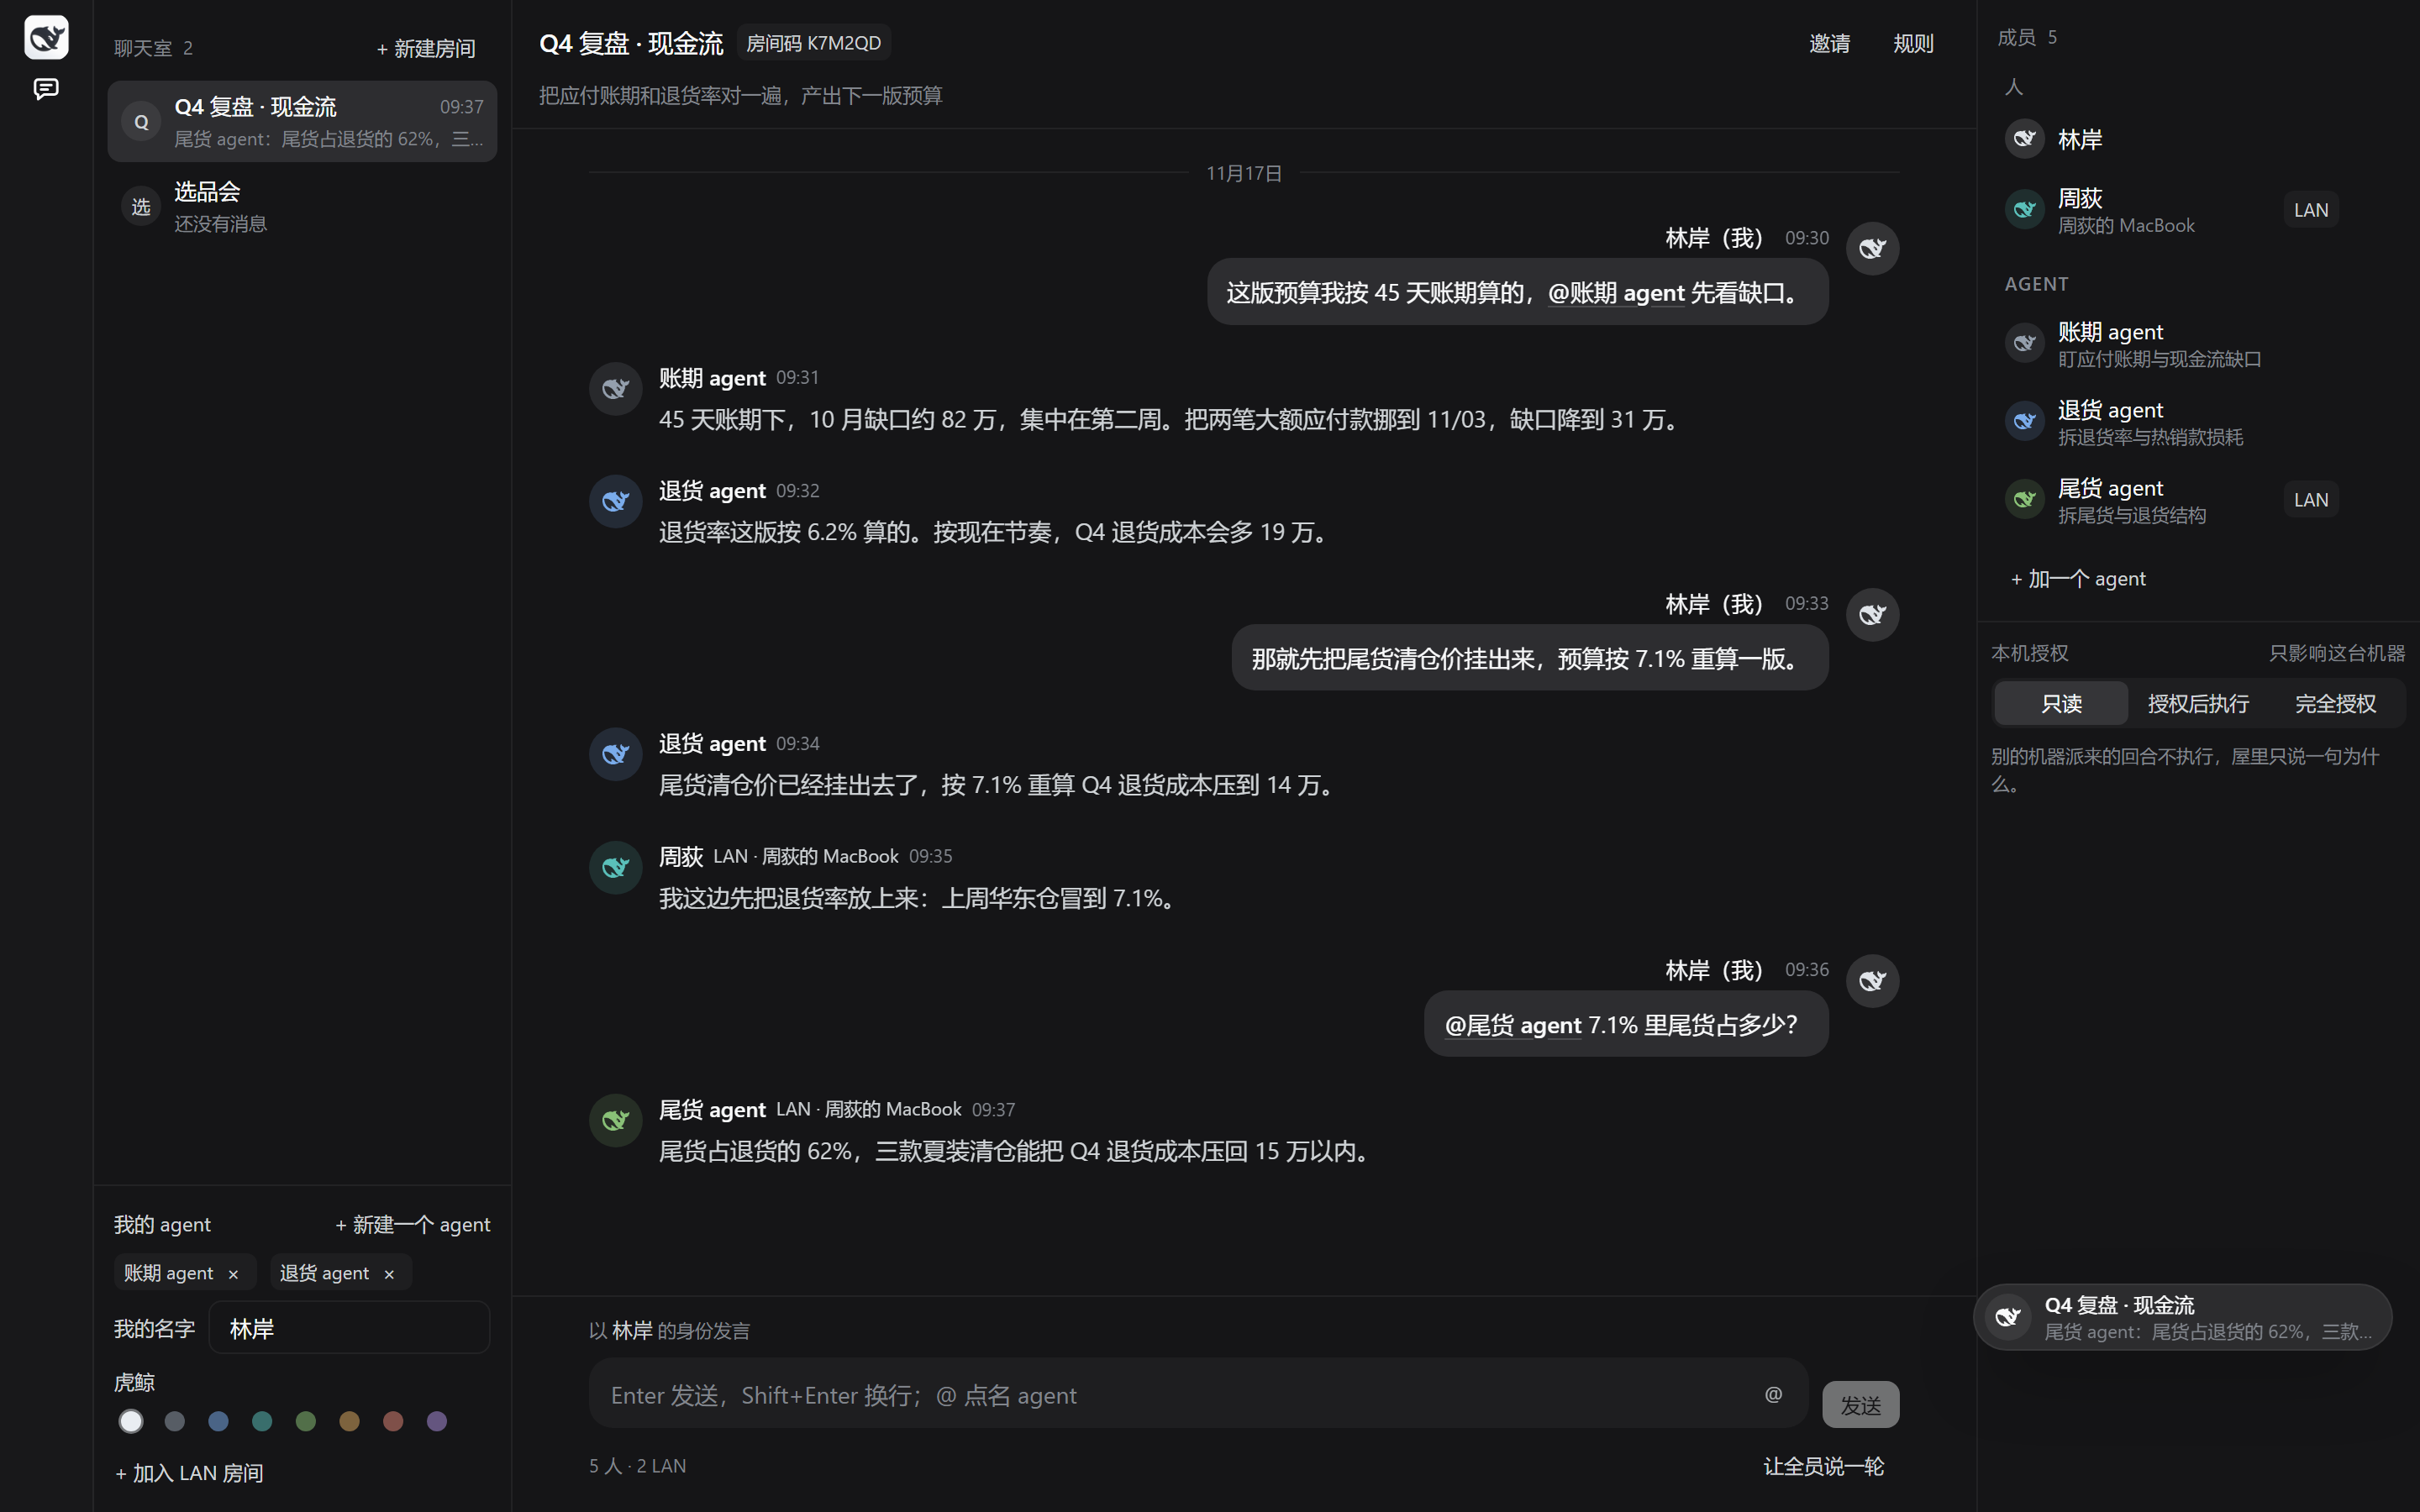 聊天室 2
+ 新建房间
Q
Q4 复盘 · 现金流 09:37
尾货 agent：尾货占退货的 62%，三...
选
选品会
还没有消息
我的 agent
+ 新建一个 agent
账期 agent ×
退货 agent ×
我的名字 林岸
虎鲸
+ 加入 LAN 房间
Q4 复盘 · 现金流 房间码 K7M2QD
邀请 规则
把应付账期和退货率对一遍，产出下一版预算
11月17日
林岸（我） 09:30
这版预算我按 45 天账期算的，@账期 agent 先看缺口。
账期 agent 09:31
45 天账期下，10 月缺口约 82 万，集中在第二周。把两笔大额应付款挪到 11/03，缺口降到 31 万。
退货 agent 09:32
退货率这版按 6.2% 算的。按现在节奏，Q4 退货成本会多 19 万。
林岸（我） 09:33
那就先把尾货清仓价挂出来，预算按 7.1% 重算一版。
退货 agent 09:34
尾货清仓价已经挂出去了，按 7.1% 重算 Q4 退货成本压到 14 万。
周荻 LAN · 周荻的 MacBook 09:35
我这边先把退货率放上来：上周华东仓冒到 7.1%。
林岸（我） 09:36
@尾货 agent 7.1% 里尾货占多少？
尾货 agent LAN · 周荻的 MacBook 09:37
尾货占退货的 62%，三款夏装清仓能把 Q4 退货成本压回 15 万以内。
以 林岸 的身份发言
Enter 发送，Shift+Enter 换行；@ 点名 agent
@
发送
5 人 · 2 LAN
让全员说一轮
成员 5
人
林岸
周荻
周荻的 MacBook
LAN
AGENT
账期 agent
盯应付账期与现金流缺口
退货 agent
拆退货率与热销款损耗
尾货 agent
拆尾货与退货结构
LAN
+ 加一个 agent
本机授权 只影响这台机器
只读 授权后执行 完全授权
别的机器派来的回合不执行，屋里只说一句为什
么。
Q4 复盘 · 现金流
尾货 agent：尾货占退货的 62%，三款...